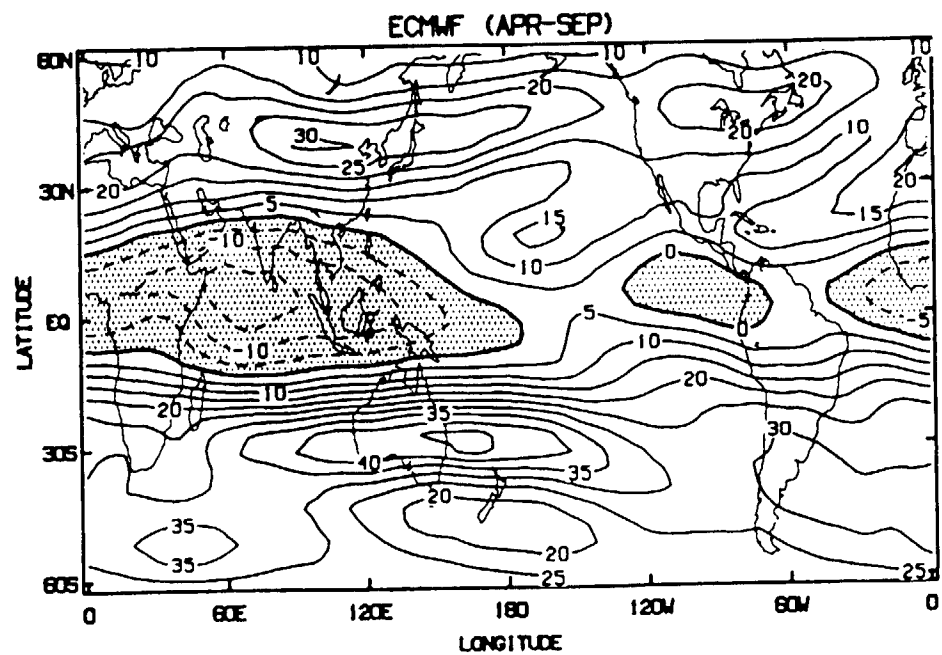 ECMWF (APR-SEP)
60N
30N
EQ
30S
60S
LATITUDE
10 10 10 10
20 20
30 20
25 10
20 20
5 15 15
-10 0
10
5 -5
0
-10 10
10 20
20 35
30
40 35
20
35
35 20
25 25
0 60E 120E 180 120W 60W 0
LONGITUDE